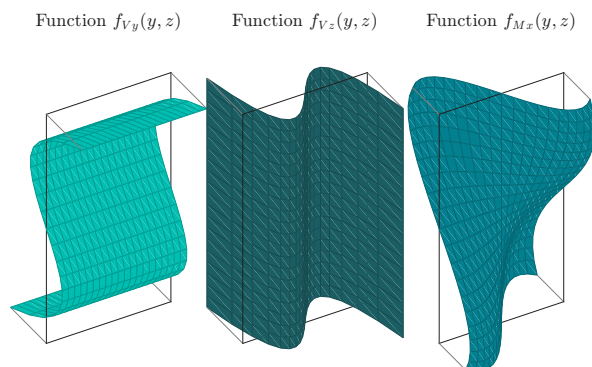 Function $f_{Vy}(y, z)$ Function $f_{Vz}(y, z)$ Function $f_{Mx}(y, z)$